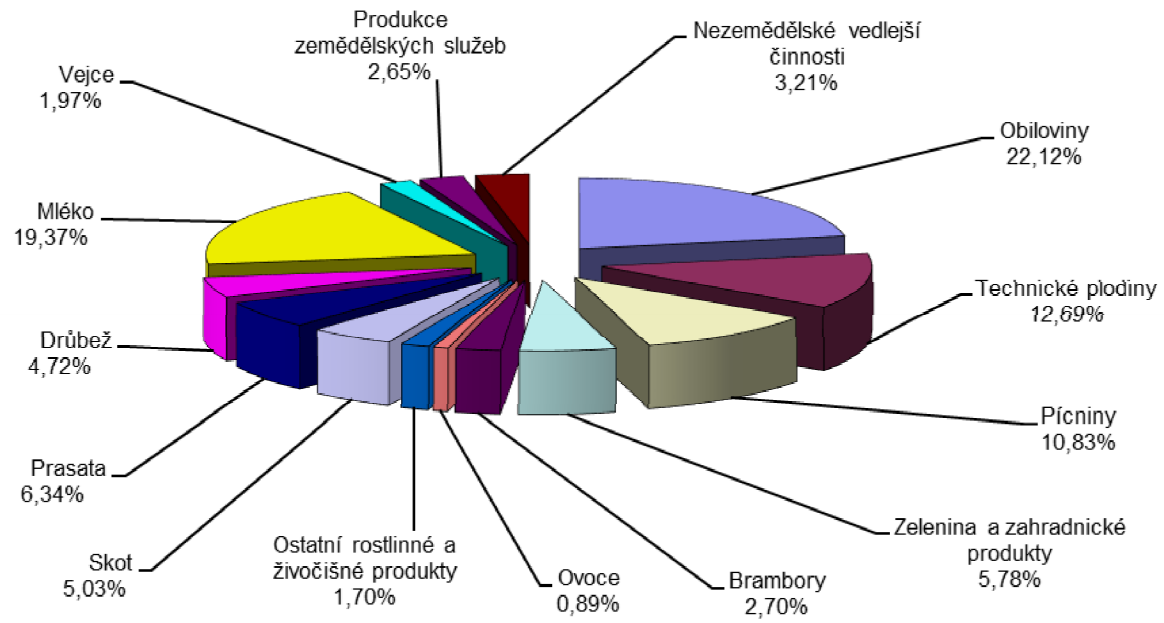 Produkce
zemědělských služeb
2,65%
Nezemědělské vedlejší
činnosti
3,21%
Vejce
1,97%
Obiloviny
22,12%
Mléko
19,37%
Technické plodiny
12,69%
Drůbež
4,72%
Pícniny
10,83%
Prasata
6,34%
Zelenina a zahradnické
produkty
5,78%
Skot
5,03%
Ostatní rostlinné a
živočišné produkty
1,70%
Ovoce
0,89%
Brambory
2,70%